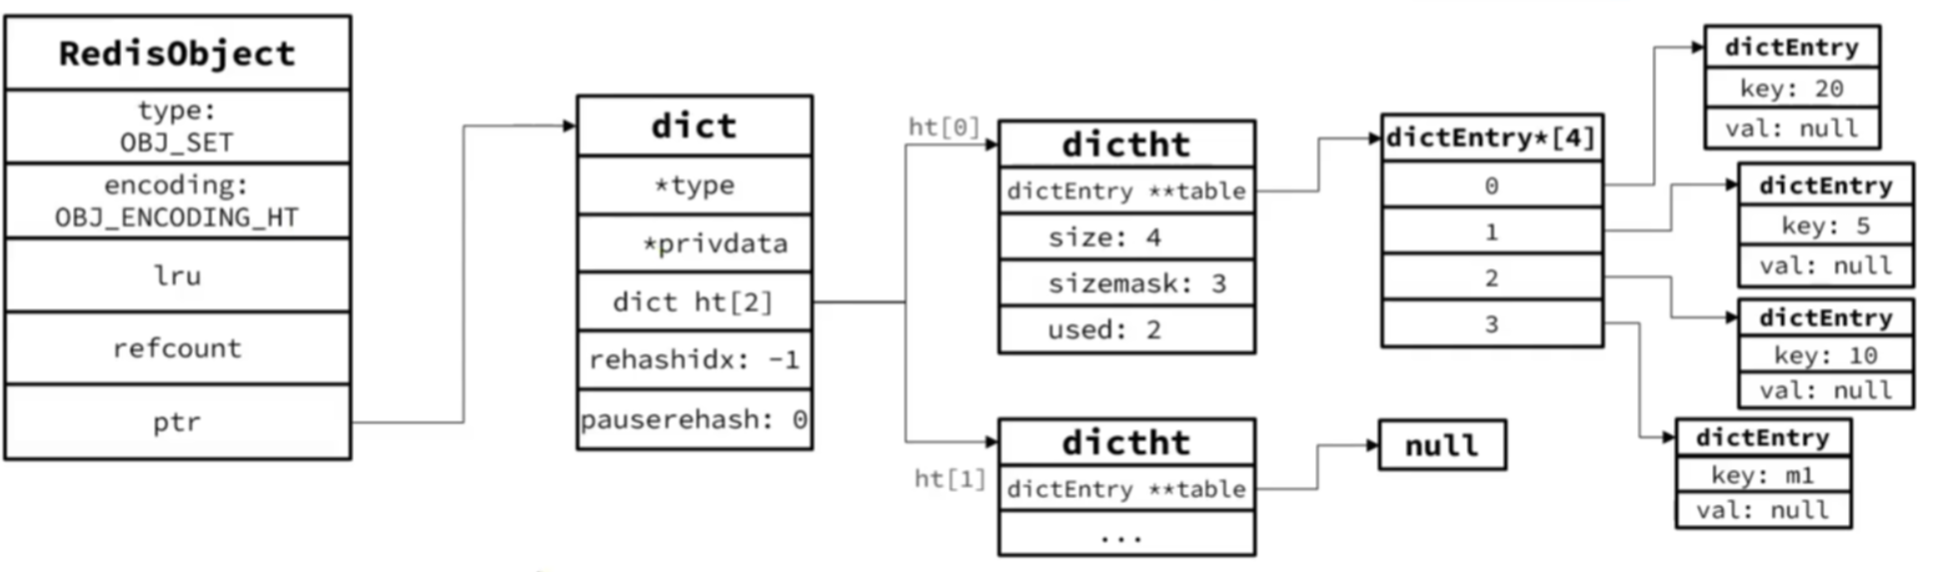 RedisObject
type:
OBJ_SET
encoding:
OBJ_ENCODING_HT
lru
refcount
ptr
dict
*type
*privdata
dict ht[2]
rehashidx: -1
pauserehash: 0
ht[0]
dictht
dictEntry **table
size: 4
sizemask: 3
used: 2
ht[1]
dictht
dictEntry **table
...
dictEntry*[4]
0
1
2
3
null
dictEntry
key: 20
val: null
dictEntry
key: 5
val: null
dictEntry
key: 10
val: null
dictEntry
key: m1
val: null